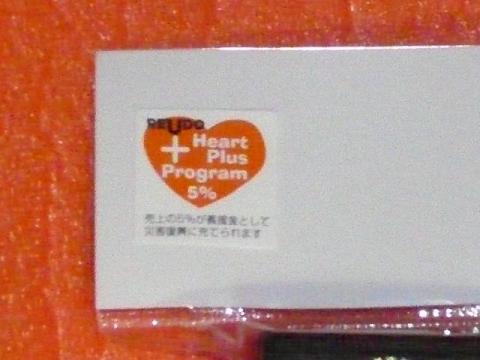 REUDO
Heart
Plus
Program
5%
売上の5%が義援金として
災害復興に充てられます